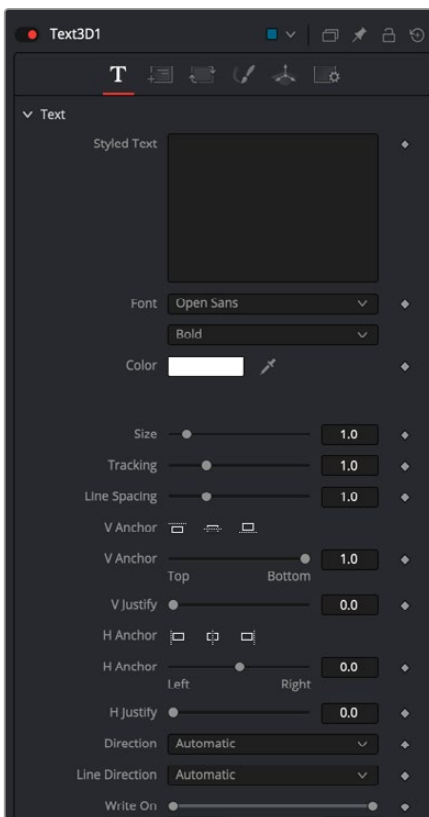 Text3D1
T
Text
Styled Text
Font Open Sans
Bold
Color
Size 1.0
Tracking 1.0
Line Spacing 1.0
V Anchor
V Anchor 1.0
Top Bottom
V Justify 0.0
H Anchor
H Anchor 0.0
Left Right
H Justify 0.0
Direction Automatic
Line Direction Automatic
Write On